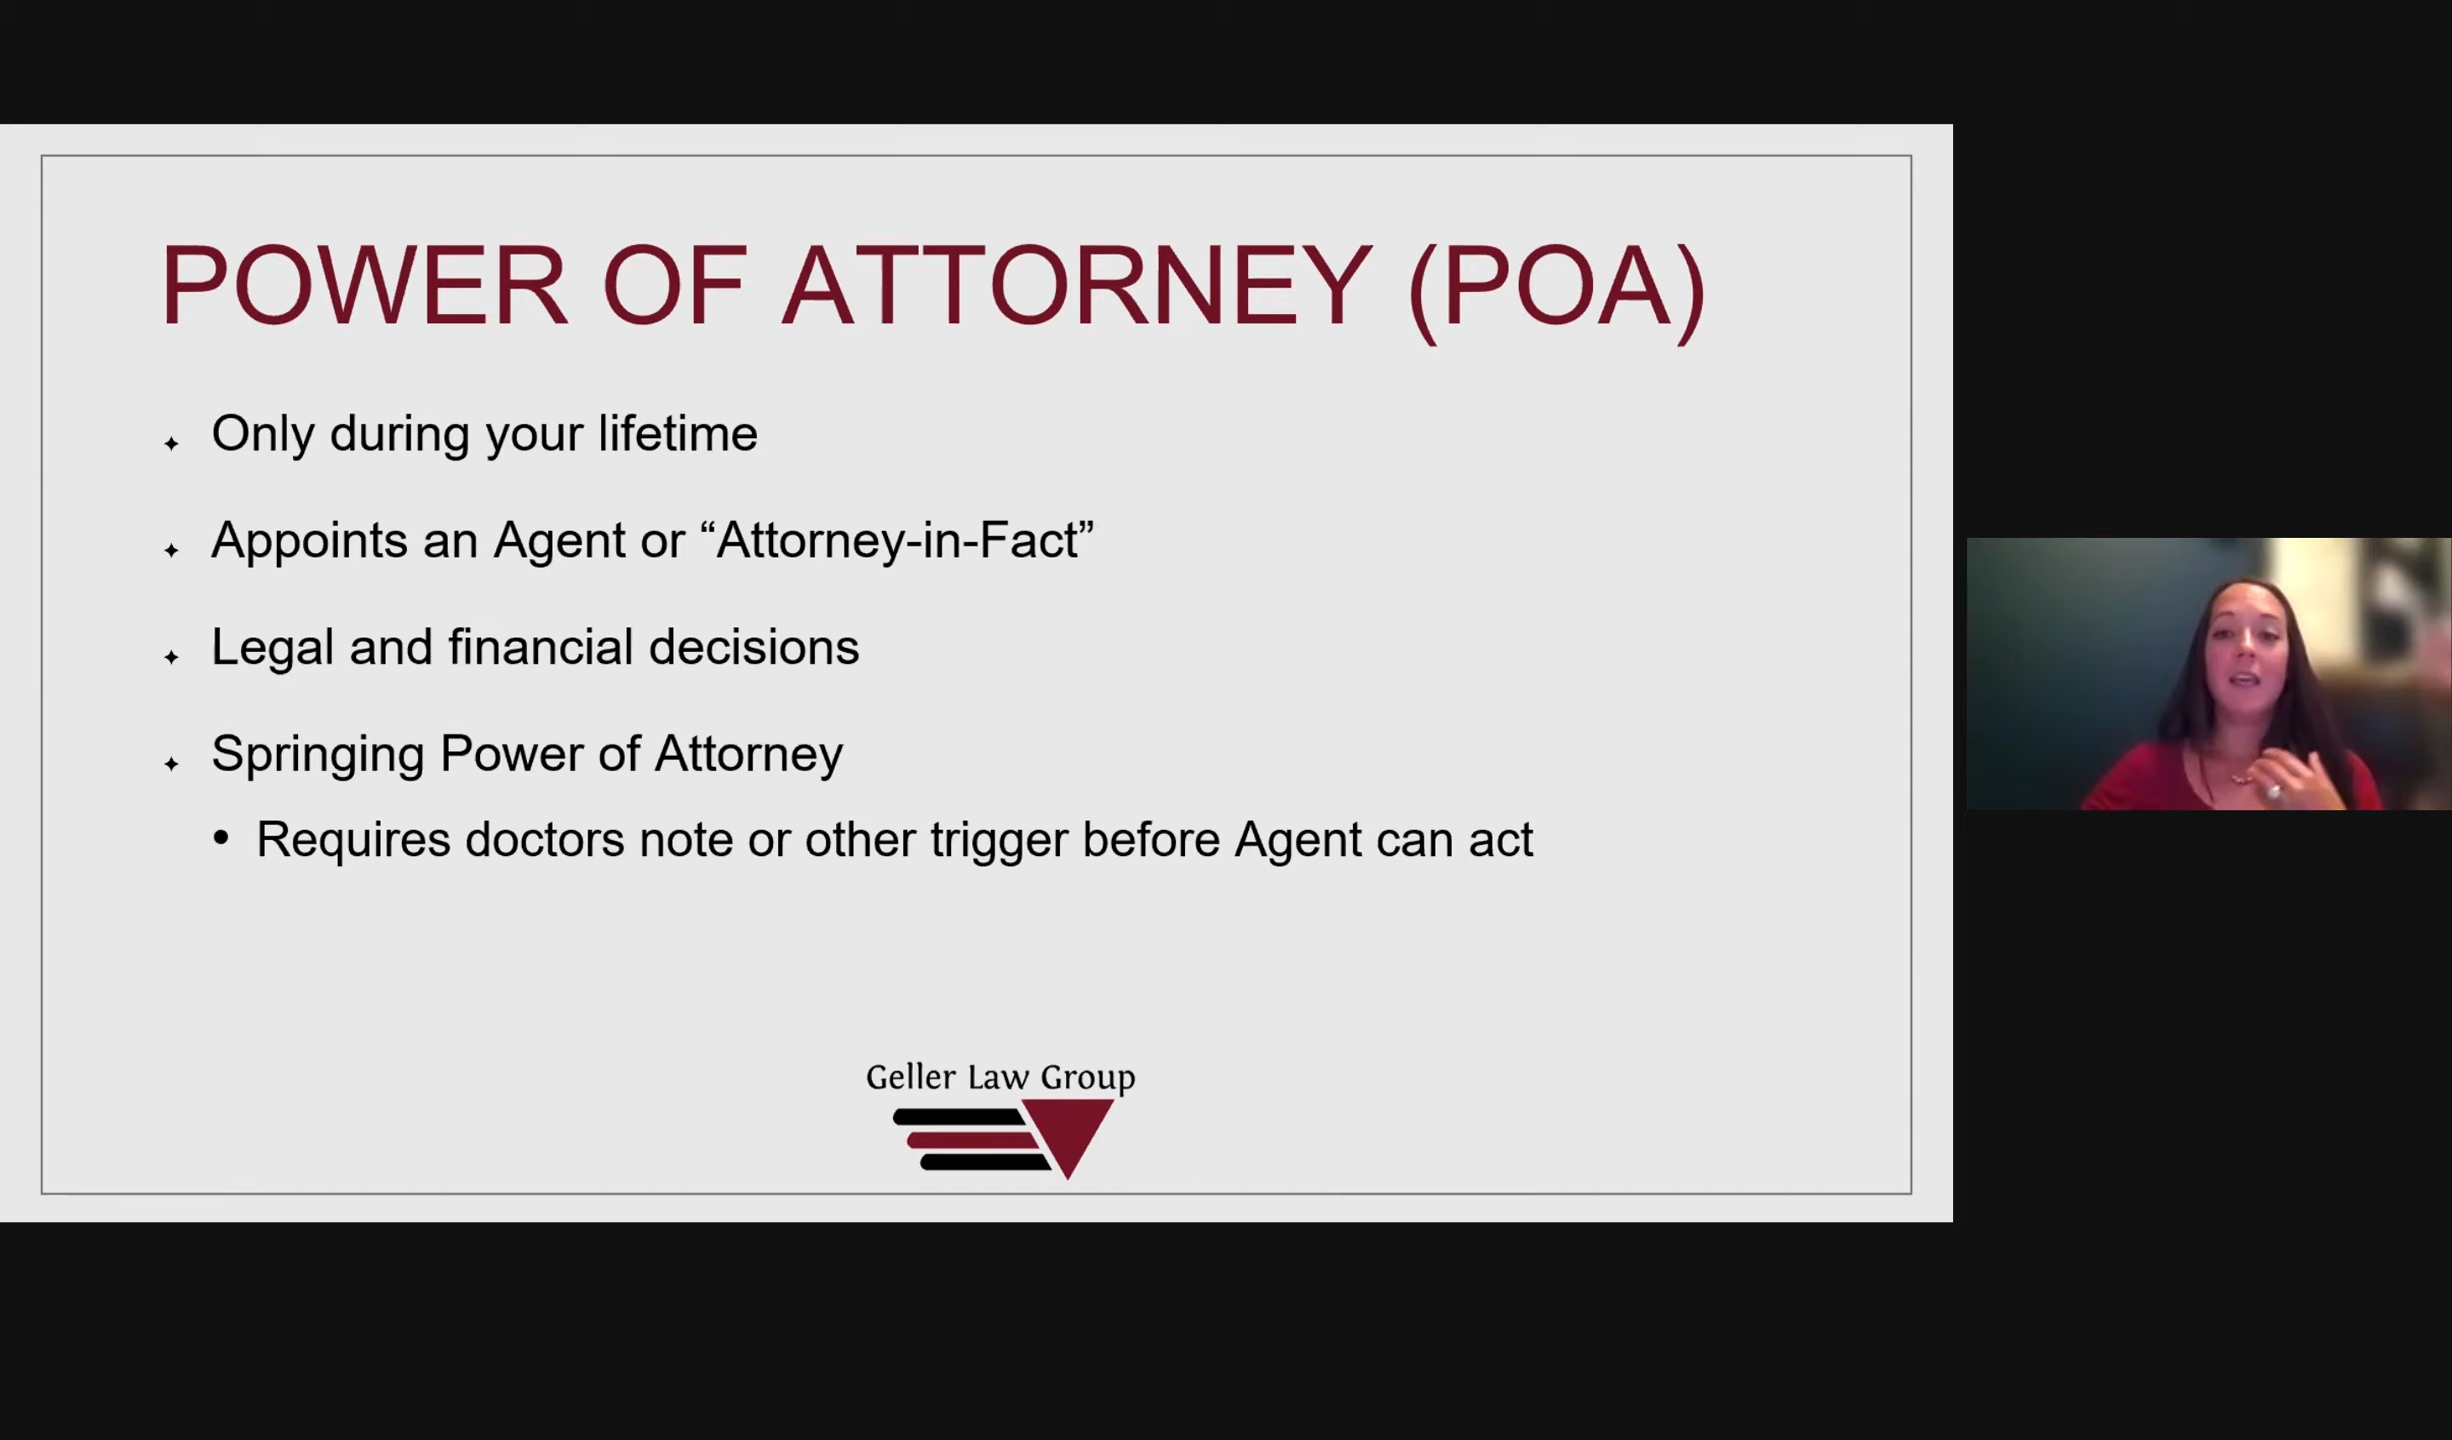 POWER OF ATTORNEY (POA)
Only during your lifetime
Appoints an Agent or “Attorney-in-Fact”
Legal and financial decisions
Springing Power of Attorney
Requires doctors note or other trigger before Agent can act
Geller Law Group